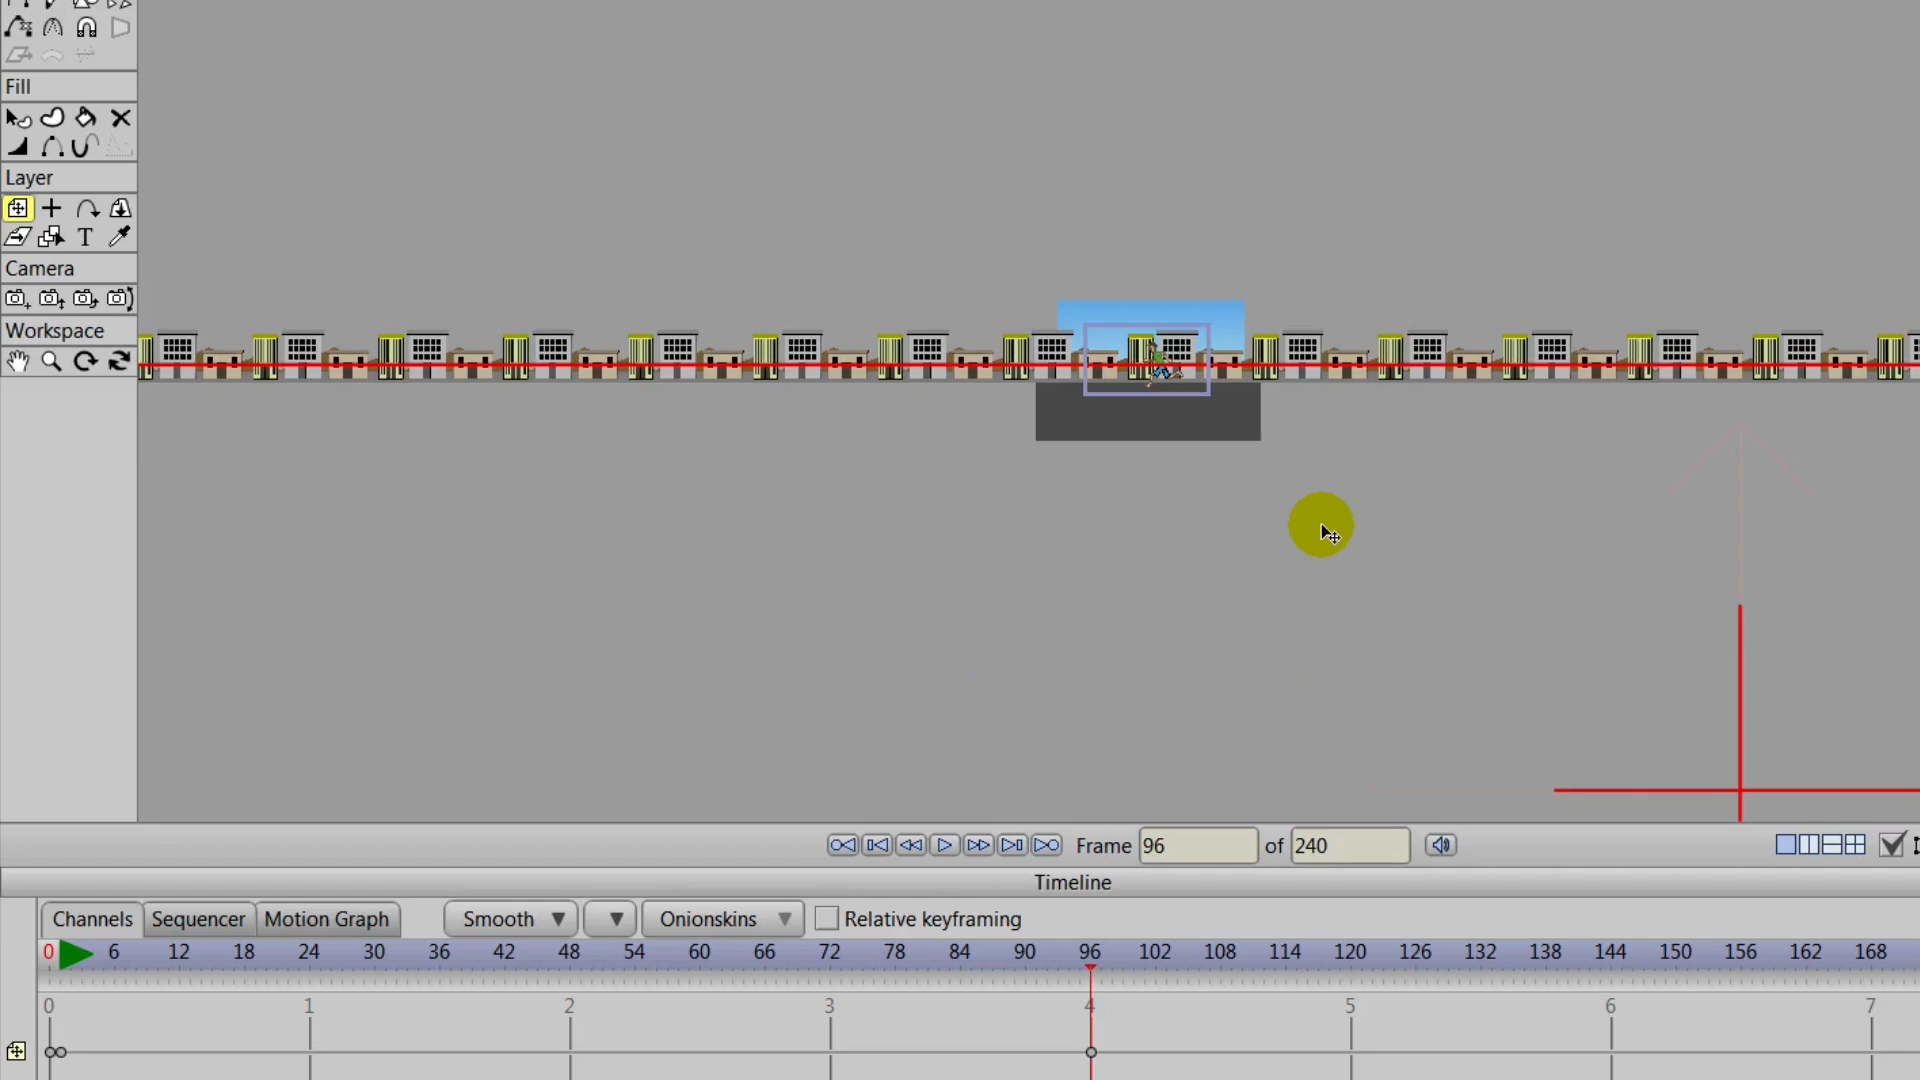 Fill
Layer
T
Camera
Workspace
Frame 96 of 240
Timeline
Channels Sequencer Motion Graph Smooth Onionskins Relative keyframing
0 6 12 18 24 30 36 42 48 54 60 66 72 78 84 90 96 102 108 114 120 126 132 138 144 150 156 162 168
0 1 2 3 4 5 6 7